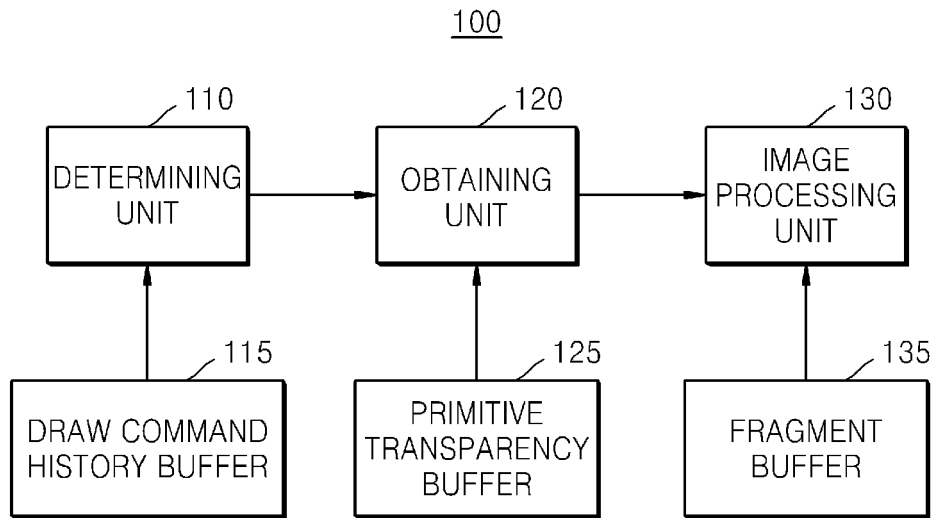 100
110
DETERMINING
UNIT
120
OBTAINING
UNIT
130
IMAGE
PROCESSING
UNIT
115
DRAW COMMAND
HISTORY BUFFER
125
PRIMITIVE
TRANSPARENCY
BUFFER
135
FRAGMENT
BUFFER